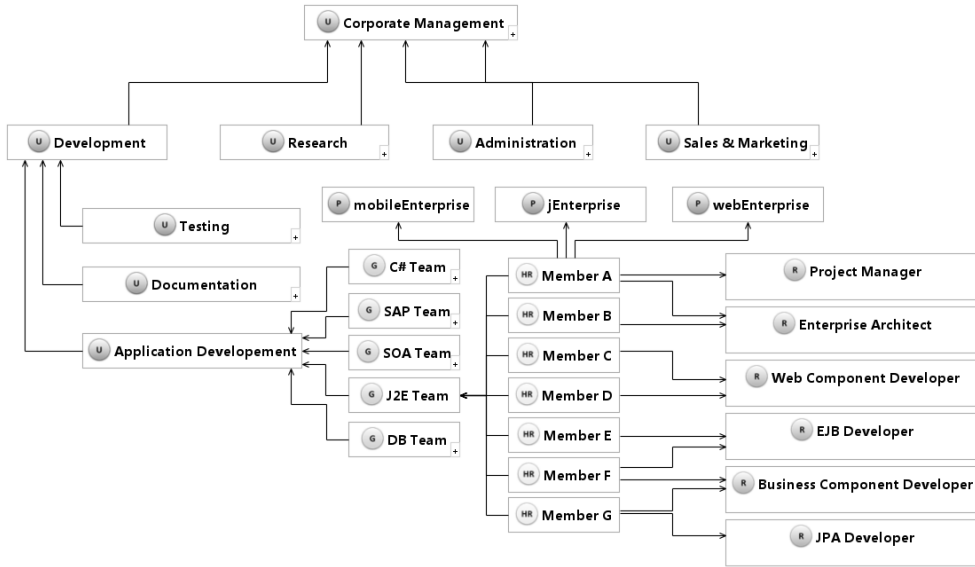 U Corporate Management +
U Development
U Research +
U Administration +
U Sales & Marketing +
P mobileEnterprise
P jEnterprise
P webEnterprise
U Testing +
U Documentation +
U Application Developement
G C# Team +
G SAP Team +
G SOA Team +
G J2E Team
G DB Team +
HR Member A
HR Member B
HR Member C
HR Member D
HR Member E
HR Member F
HR Member G
R Project Manager
R Enterprise Architect
R Web Component Developer
R EJB Developer
R Business Component Developer
R JPA Developer